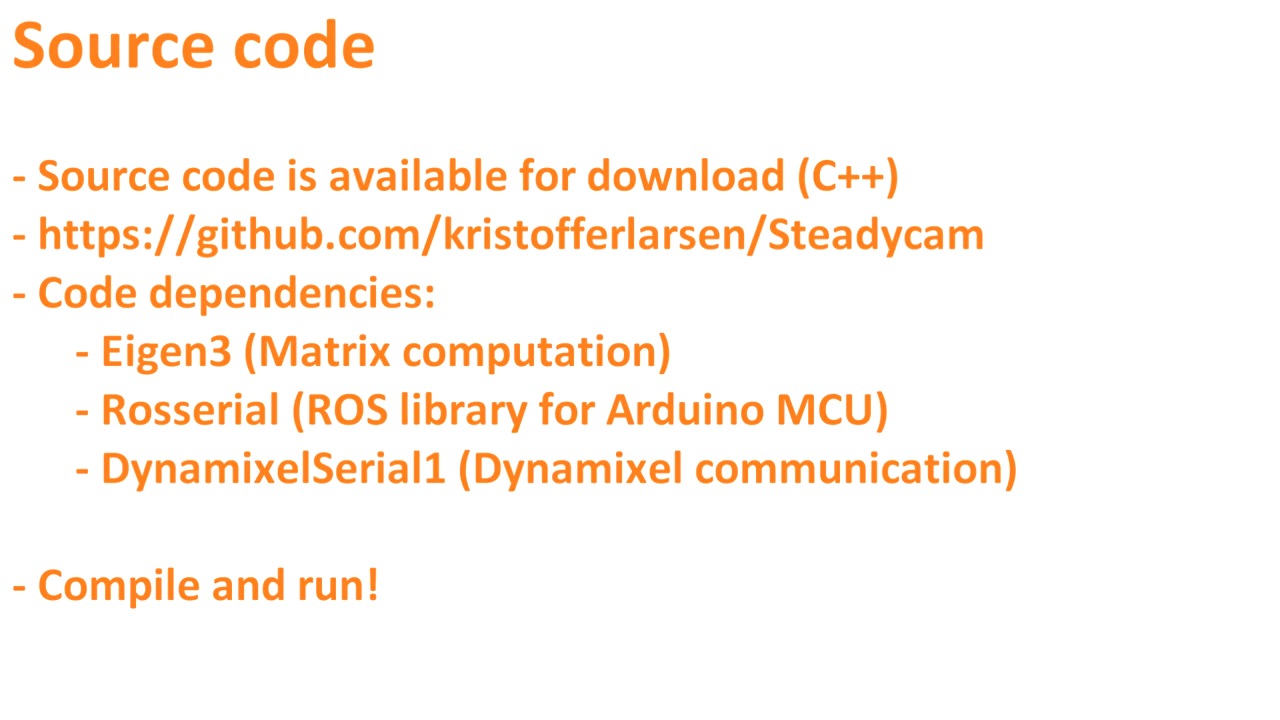 Source code
- Source code is available for download (C++)
- https://github.com/kristofferlarsen/Steadycam
- Code dependencies:
- Eigen3 (Matrix computation)
- Rosserial (ROS library for Arduino MCU)
- DynamixelSerial1 (Dynamixel communication)
- Compile and run!